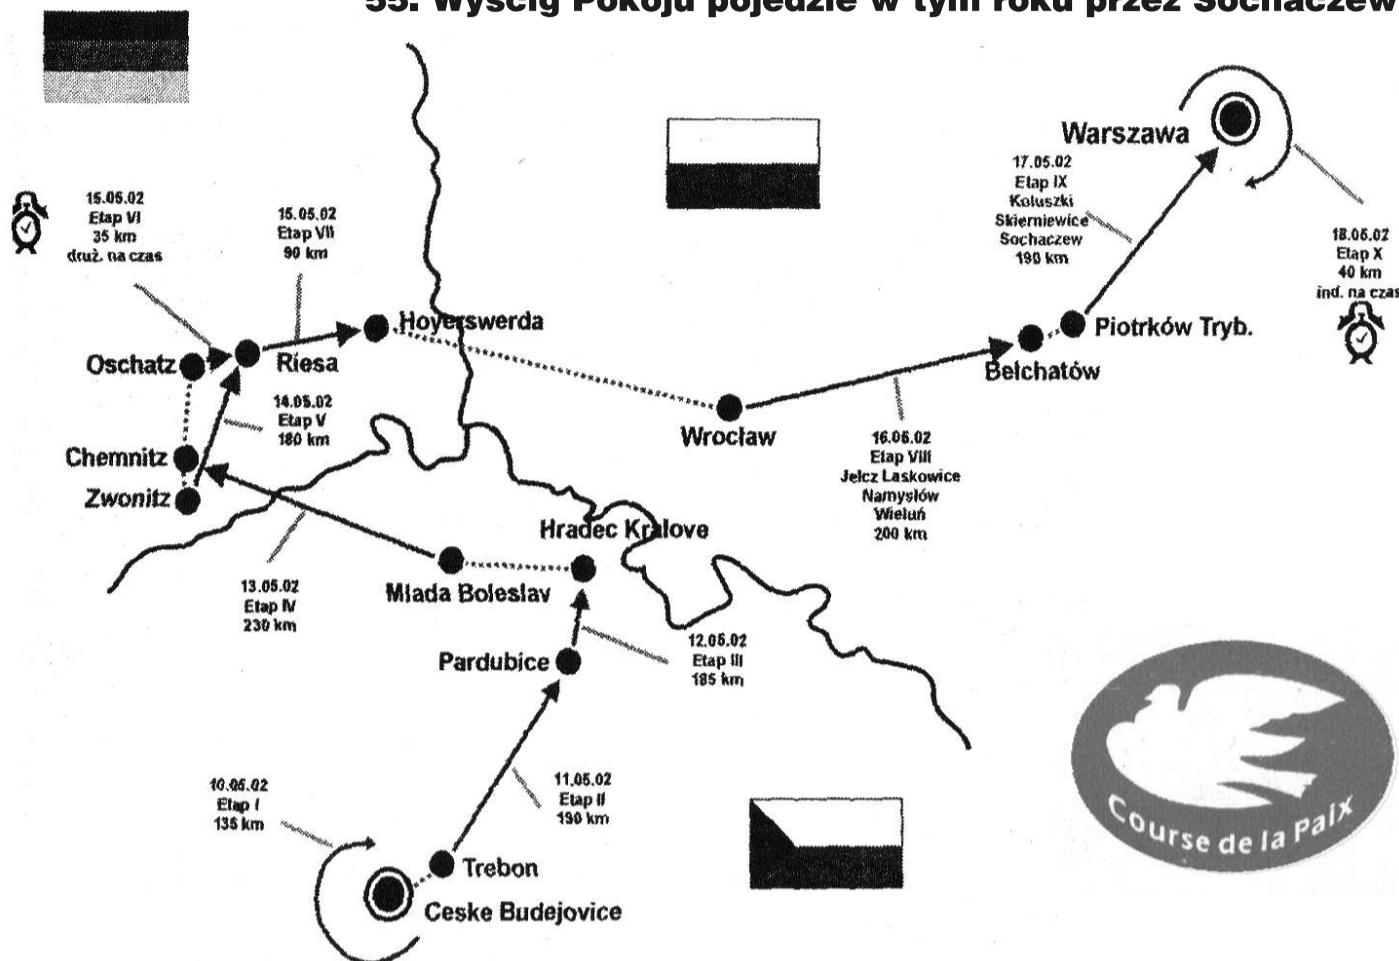 55. Wyścig Pokoju pojedzie w tym roku przez Sochaczew
Warszawa
17.05.02
Etap IX
Koluszki
Skierniewice
Sochaczew
190 km
18.05.02
Etap X
40 km
ind. na czas
15.05.02
Etap VI
35 km
druż. na czas
15.05.02
Etap VII
90 km
Hoyerswerda
Piotrków Tryb.
Oschatz
Riesa
Bełchatów
14.05.02
Etap V
180 km
Wrocław
16.05.02
Etap VIII
Jelcz Laskowice
Namysłów
Wieluń
200 km
Chemnitz
Zwonitz
Hradec Kralove
13.05.02
Etap IV
230 km
Mlada Boleslav
12.05.02
Etap III
185 km
Pardubice
10.05.02
Etap I
135 km
11.05.02
Etap II
190 km
Trebon
Ceske Budejovice
Course de la Paix